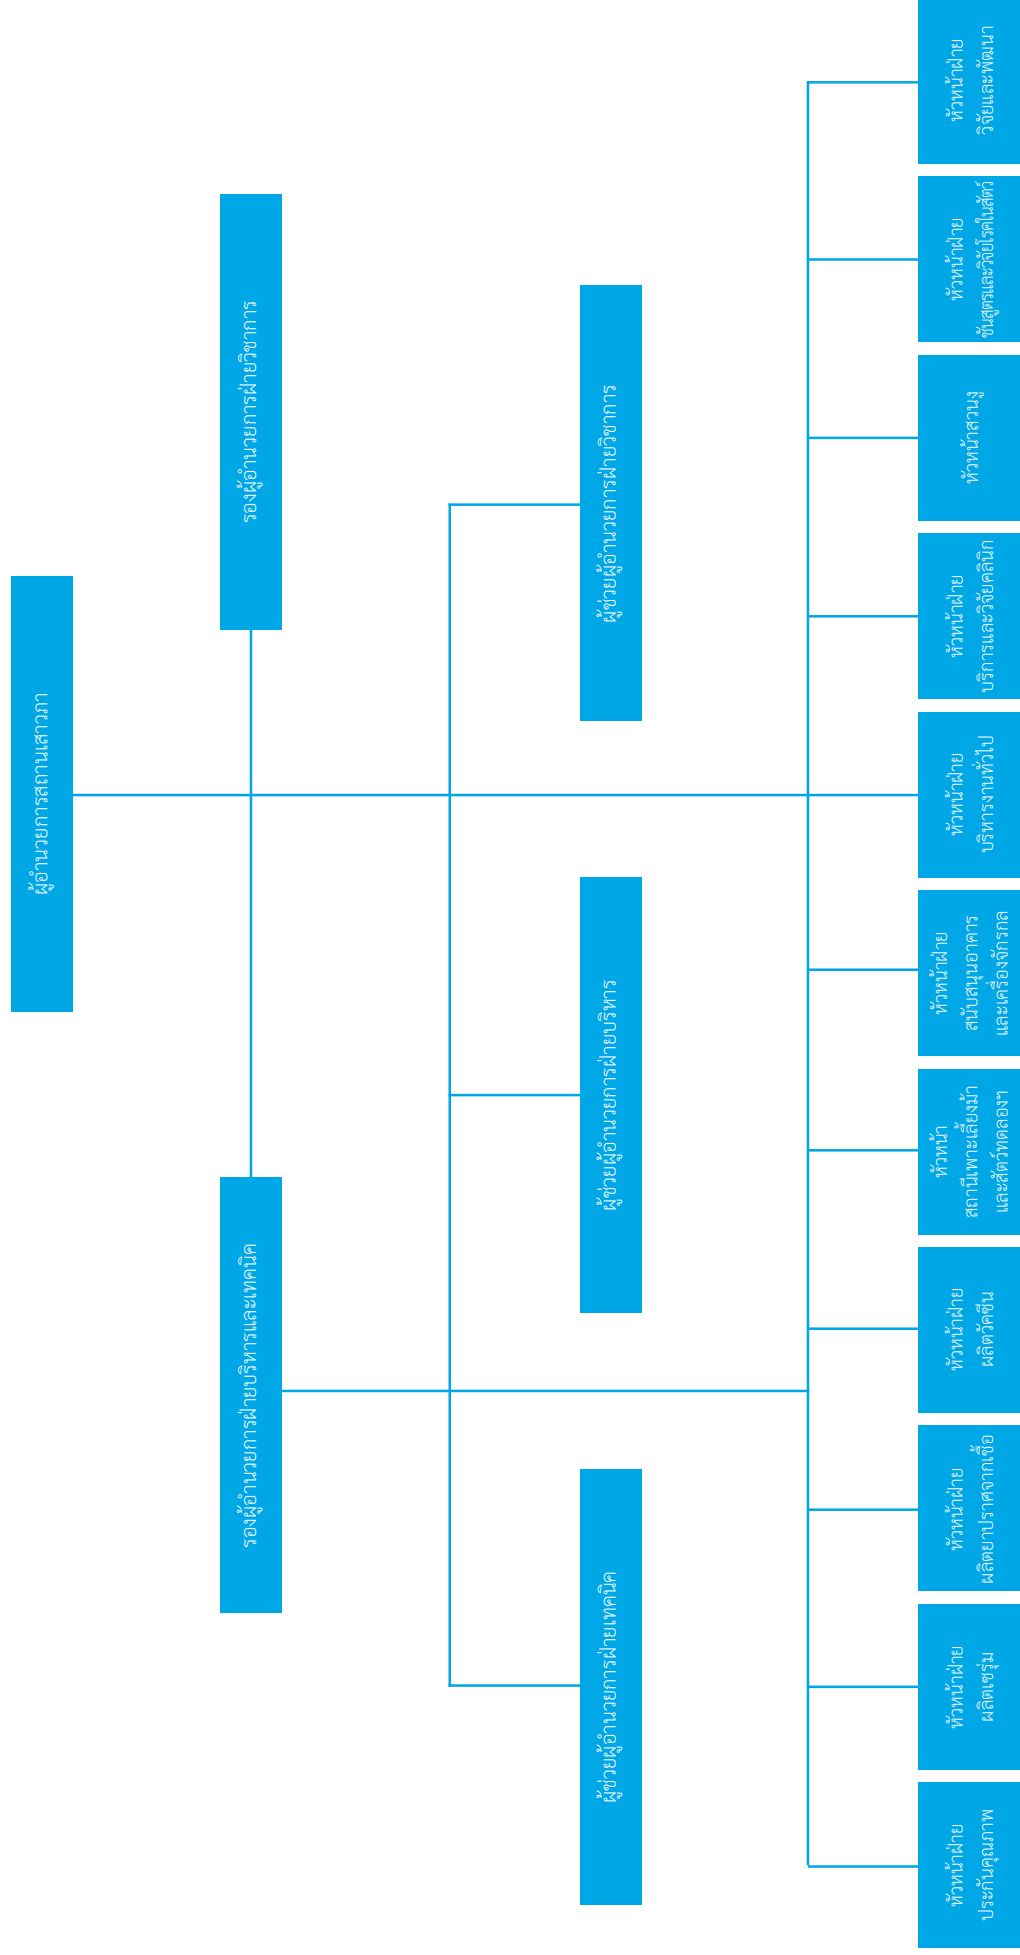 ผู้อำนวยการสถานเสาวภา
รองผู้อำนวยการฝ่ายบริหารและเทคนิค
รองผู้อำนวยการฝ่ายวิชาการ
ผู้ช่วยผู้อำนวยการฝ่ายเทคนิค
ผู้ช่วยผู้อำนวยการฝ่ายบริหาร
ผู้ช่วยผู้อำนวยการฝ่ายวิชาการ
หัวหน้าฝ่าย
ประกันคุณภาพ
หัวหน้าฝ่าย
ผลิตเซรุ่ม
หัวหน้าฝ่าย
ผลิตยาปราศจากเชื้อ
หัวหน้าฝ่าย
ผลิตวัคซีน
หัวหน้า
สถานีเพาะเลี้ยงม้า
และสัตว์ทดลองฯ
หัวหน้าฝ่าย
สนับสนุนอาคาร
และเครื่องจักรกล
หัวหน้าฝ่าย
บริหารงานทั่วไป
หัวหน้าฝ่าย
บริการและวิจัยคลินิก
หัวหน้าสวนงู
หัวหน้าฝ่าย
ชันสูตรและวิจัยโรคในสัตว์
หัวหน้าฝ่าย
วิจัยและพัฒนา